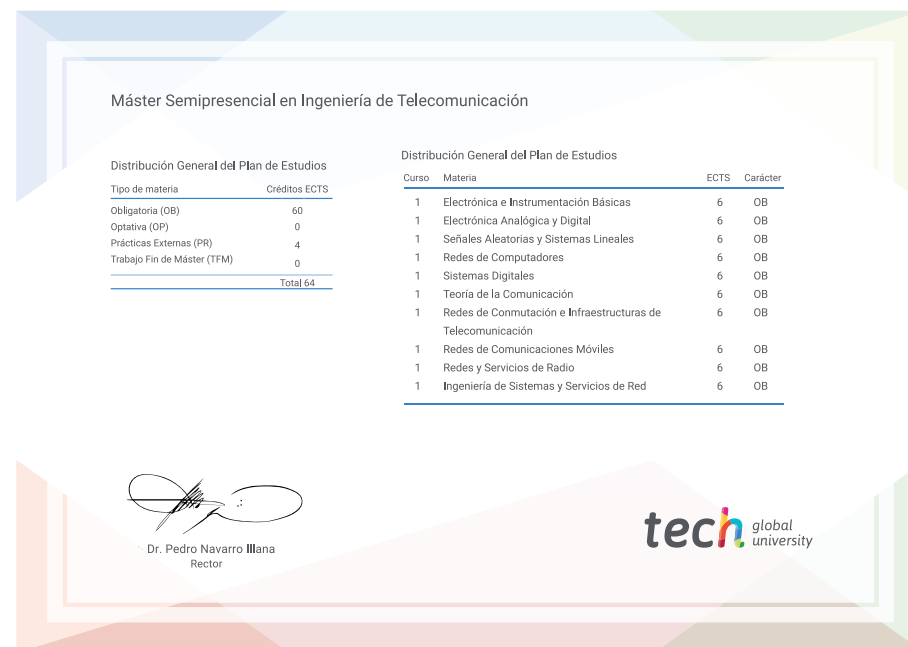 Máster Semipresencial en Ingeniería de Telecomunicación
Distribución General del Plan de Estudios
Tipo de materia Créditos ECTS
Obligatoria (OB) 60
Optativa (OP) 0
Prácticas Externas (PR) 4
Trabajo Fin de Máster (TFM) 0
Total 64
Distribución General del Plan de Estudios
Curso Materia ECTS Carácter
1 Electrónica e Instrumentación Básicas 6 OB
1 Electrónica Analógica y Digital 6 OB
1 Señales Aleatorias y Sistemas Lineales 6 OB
1 Redes de Computadores 6 OB
1 Sistemas Digitales 6 OB
1 Teoría de la Comunicación 6 OB
1 Redes de Conmutación e Infraestructuras de 6 OB
Telecomunicación
1 Redes de Comunicaciones Móviles 6 OB
1 Redes y Servicios de Radio 6 OB
1 Ingeniería de Sistemas y Servicios de Red 6 OB
Dr. Pedro Navarro Illana
Rector
tech global
university